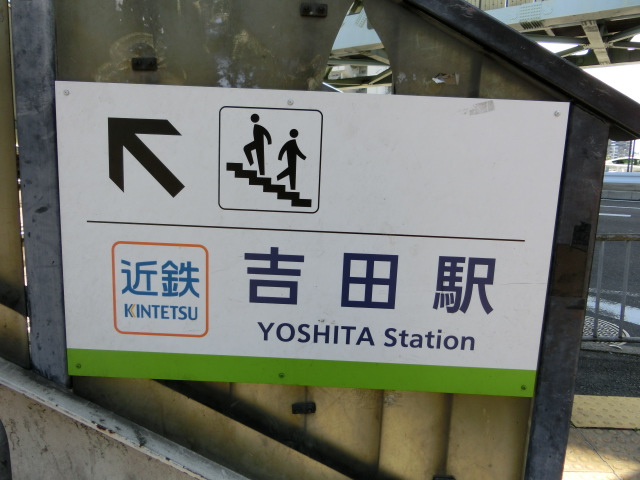 近鉄
KINTETSU
吉田駅
YOSHITA Station